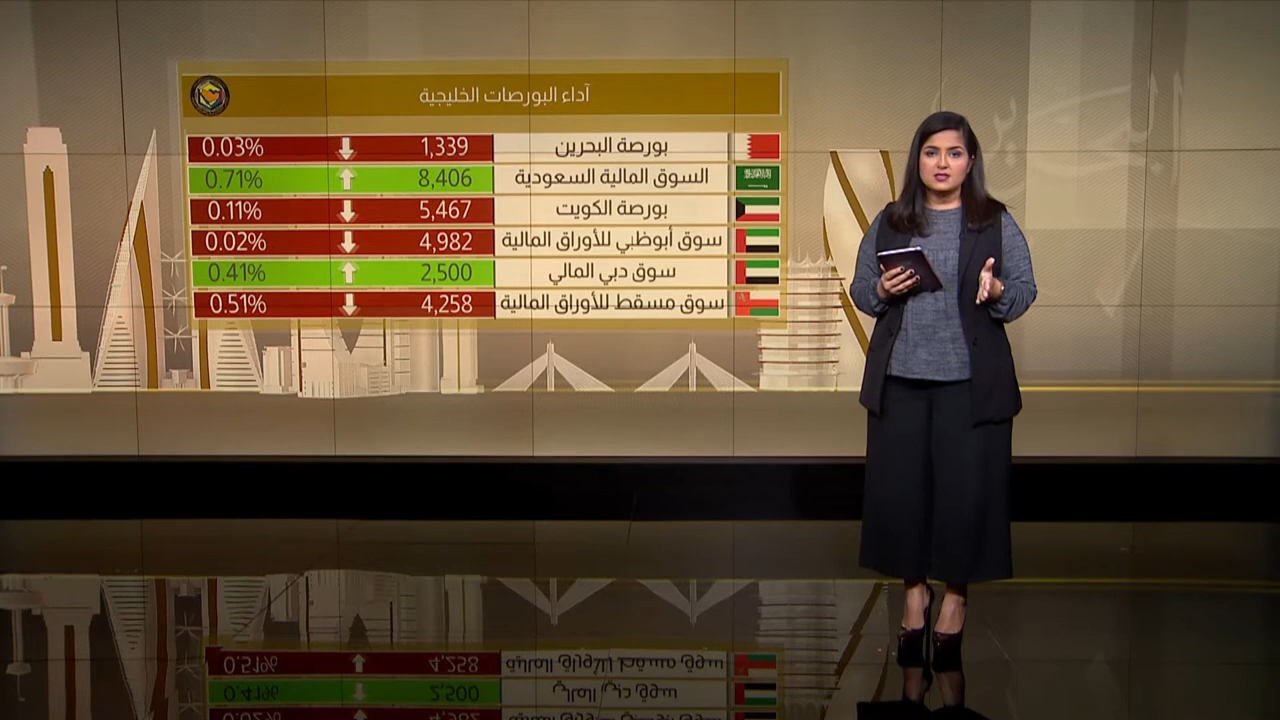 آداء البورصات الخليجية
بورصة البحرين 1,339 0.03%
السوق المالية السعودية 8,406 0.71%
بورصة الكويت 5,467 0.11%
سوق أبوظبي للأوراق المالية 4,982 0.02%
سوق دبي المالي 2,500 0.41%
سوق مسقط للأوراق المالية 4,258 0.51%